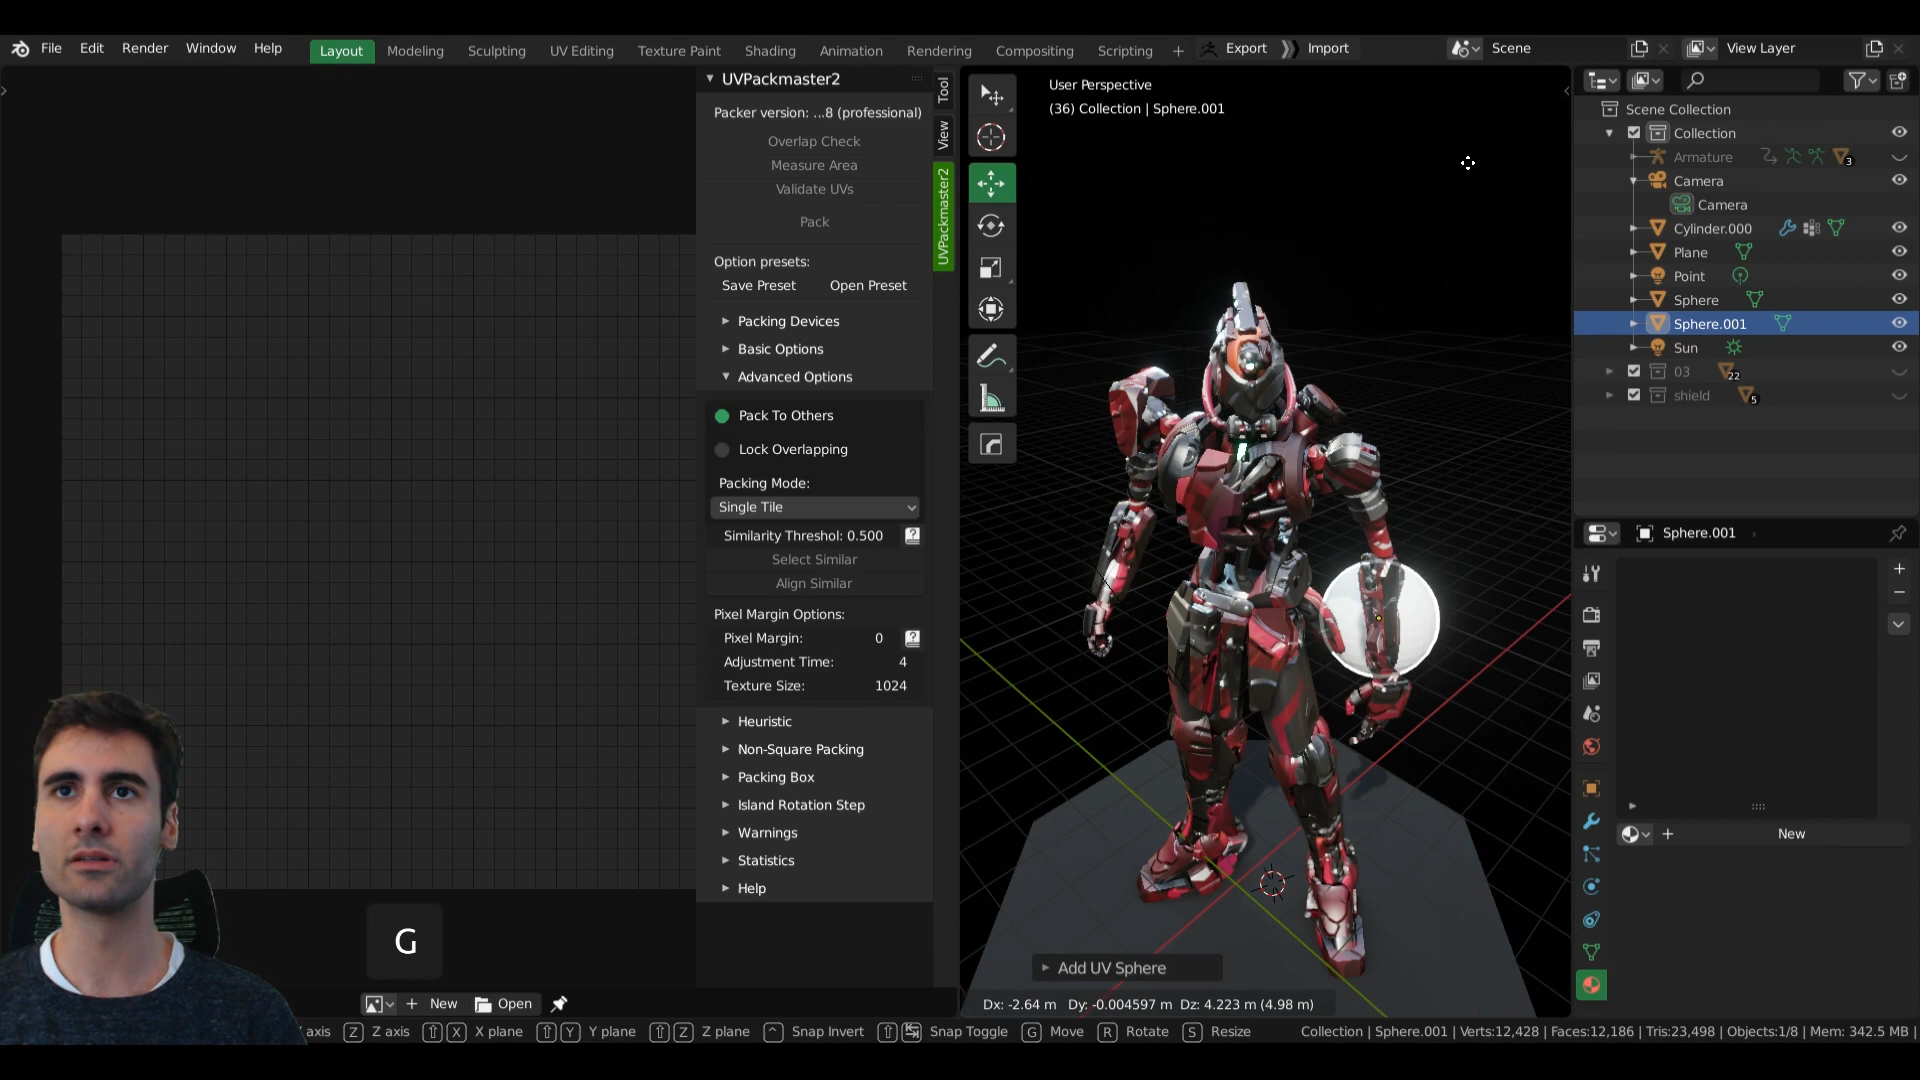 File Edit Render Window Help Layout Modeling Sculpting UV Editing Texture Paint Shading Animation Rendering Compositing Scripting + Export Import Scene View Layer
UVPackmaster2
Packer version: ...8 (professional)
Overlap Check
Measure Area
Validate UVs
Pack
Option presets:
Save Preset Open Preset
Packing Devices
Basic Options
Advanced Options
Pack To Others
Lock Overlapping
Packing Mode:
Single Tile
Similarity Threshol: 0.500
Select Similar
Align Similar
Pixel Margin Options:
Pixel Margin: 0
Adjustment Time: 4
Texture Size: 1024
Heuristic
Non-Square Packing
Packing Box
Island Rotation Step
Warnings
Statistics
Help
Tool
View
UVPackmaster2
User Perspective
(36) Collection | Sphere.001
Scene Collection
Collection
Armature 3
Camera
Camera
Cylinder.000
Plane
Point
Sphere
Sphere.001
Sun
03 22
shield 5
Sphere.001
New
G
Add UV Sphere
New Open
Dx: -2.64 m Dy: -0.004597 m Dz: 4.223 m (4.98 m)
axis Z Z axis X X plane Y Y plane Z Z plane Snap Invert Snap Toggle G Move R Rotate S Resize Collection | Sphere.001 | Verts:12,428 | Faces:12,186 | Tris:23,498 | Objects:1/8 | Mem: 342.5 MB |